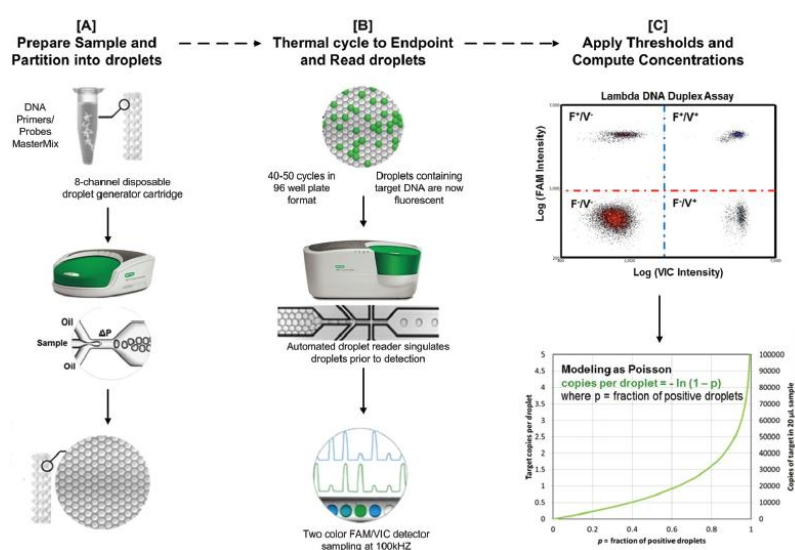 [A]
Prepare Sample and
Partition into droplets
DNA
Primers/
Probes
MasterMix
8-channel disposable
droplet generator cartridge
Oil
ΔP
Sample
Oil
[B]
Thermal cycle to Endpoint
and Read droplets
40-50 cycles in
96 well plate
format
Droplets containing
target DNA are now
fluorescent
Automated droplet reader singulates
droplets prior to detection
Two color FAM/VIC detector
sampling at 100kHZ
[C]
Apply Thresholds and
Compute Concentrations
Lambda DNA Duplex Assay
F⁺/V⁻
F⁺/V⁺
F⁻/V⁻
F⁻/V⁺
Log (FAM Intensity)
Log (VIC Intensity)
Modeling as Poisson
copies per droplet = - ln (1 – p)
where p = fraction of positive droplets
Target copies per droplet
5
4.5
4
3.5
3
2.5
2
1.5
1
0.5
0
100000
90000
80000
70000
60000
50000
40000
30000
20000
10000
0
Copies of target in 20 µL sample
0
0.2
0.4
0.6
0.8
1
p = fraction of positive droplets